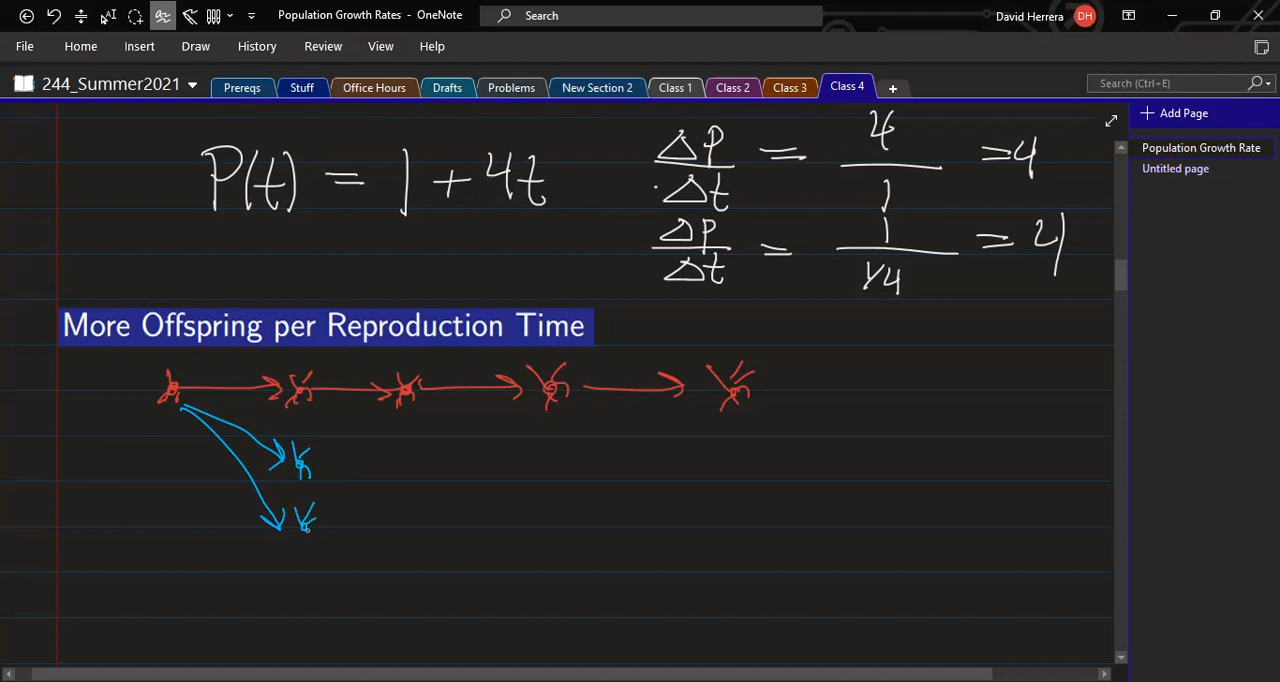 Population Growth Rates - OneNote
Search
David Herrera DH
File Home Insert Draw History Review View Help
244_Summer2021 Prereqs Stuff Office Hours Drafts Problems New Section 2 Class 1 Class 2 Class 3 Class 4 + Search (Ctrl+E)
+ Add Page
Population Growth Rate
Untitled page
P(t) = 1 + 4t
ΔP/Δt = 4/1 = 4
ΔP/Δt = 1/1/4 = 4
More Offspring per Reproduction Time